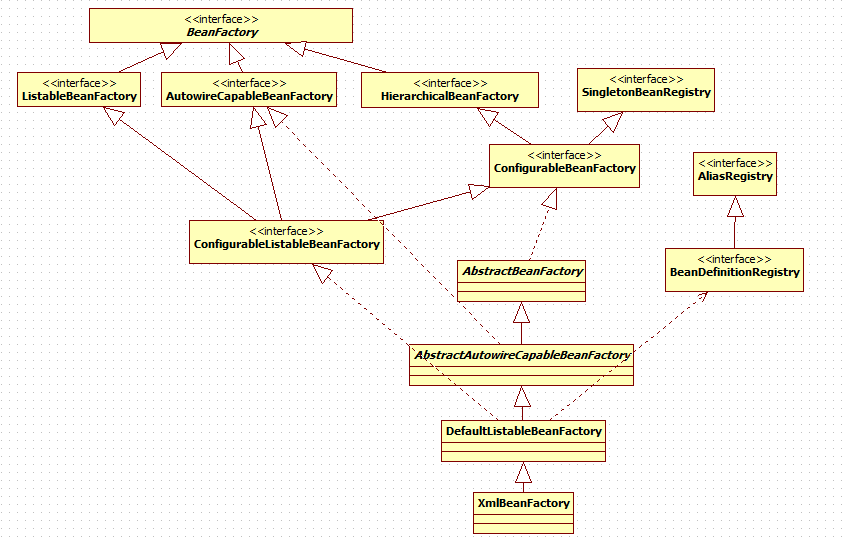 <<interface>>
BeanFactory
<<interface>>
ListableBeanFactory
<<interface>>
AutowireCapableBeanFactory
<<interface>>
HierarchicalBeanFactory
<<interface>>
SingletonBeanRegistry
<<interface>>
ConfigurableBeanFactory
<<interface>>
AliasRegistry
<<interface>>
ConfigurableListableBeanFactory
<<interface>>
BeanDefinitionRegistry
AbstractBeanFactory
AbstractAutowireCapableBeanFactory
DefaultListableBeanFactory
XmlBeanFactory